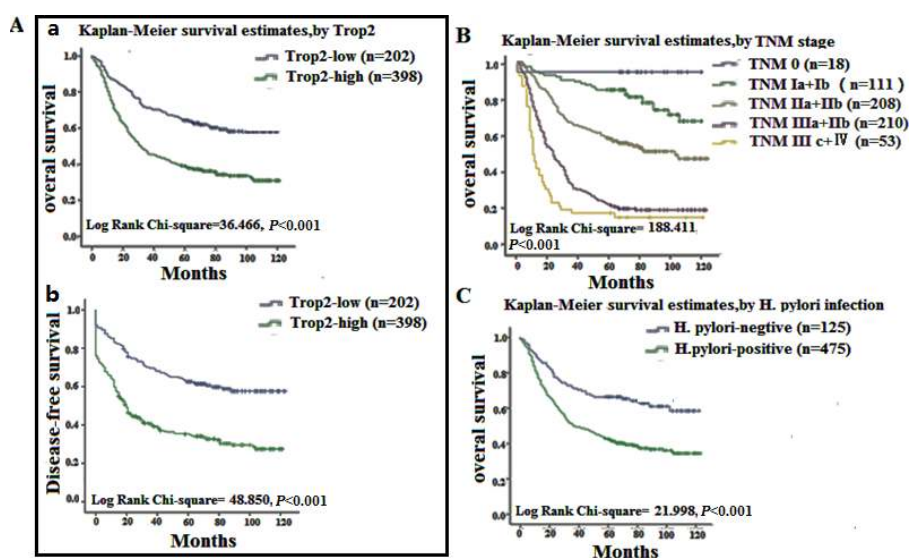 A
a
Kaplan-Meier survival estimates,by Trop2
Trop2-low (n=202)
Trop2-high (n=398)
overal survival
1.0
0.8
0.6
0.4
0.2
0.0
Log Rank Chi-square=36.466, P<0.001
0 20 40 60 80 100 120
Months
b
Trop2-low (n=202)
Trop2-high (n=398)
Disease-free survival
1.0
0.8
0.6
0.4
0.2
0.0
Log Rank Chi-square= 48.850, P<0.001
0 20 40 60 80 100 120
Months
B
Kaplan-Meier survival estimates,by TNM stage
TNM 0 (n=18)
TNM Ia+Ib ( n=111)
TNM IIa+IIb (n=208)
TNM IIIa+IIb (n=210)
TNM III c+Ⅳ (n=53)
overal survival
1.0
0.8
0.6
0.4
0.2
0.0
Log Rank Chi-square= 188.411,
P<0.001
0 20 40 60 80 100 120
Months
C
Kaplan-Meier survival estimates,by H. pylori infection
H. pylori-negtive (n=125)
H.pylori-positive (n=475)
overal survival
1.0
0.8
0.6
0.4
0.2
0.0
Log Rank Chi-square= 21.998, P<0.001
0 20 40 60 80 100 120
Months